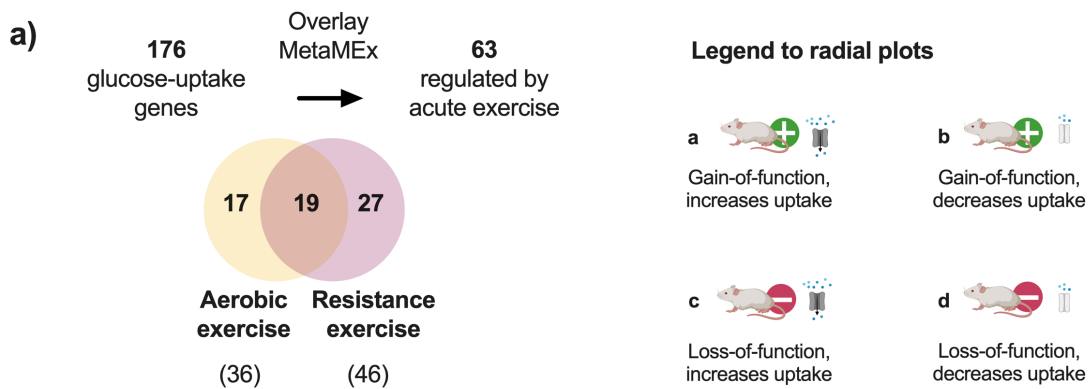 a)
176
glucose-uptake
genes
Overlay
MetaMEx
63
regulated by
acute exercise
17
19
27
Aerobic
exercise
(36)
Resistance
exercise
(46)
Legend to radial plots
a
Gain-of-function,
increases uptake
b
Gain-of-function,
decreases uptake
c
Loss-of-function,
increases uptake
d
Loss-of-function,
decreases uptake